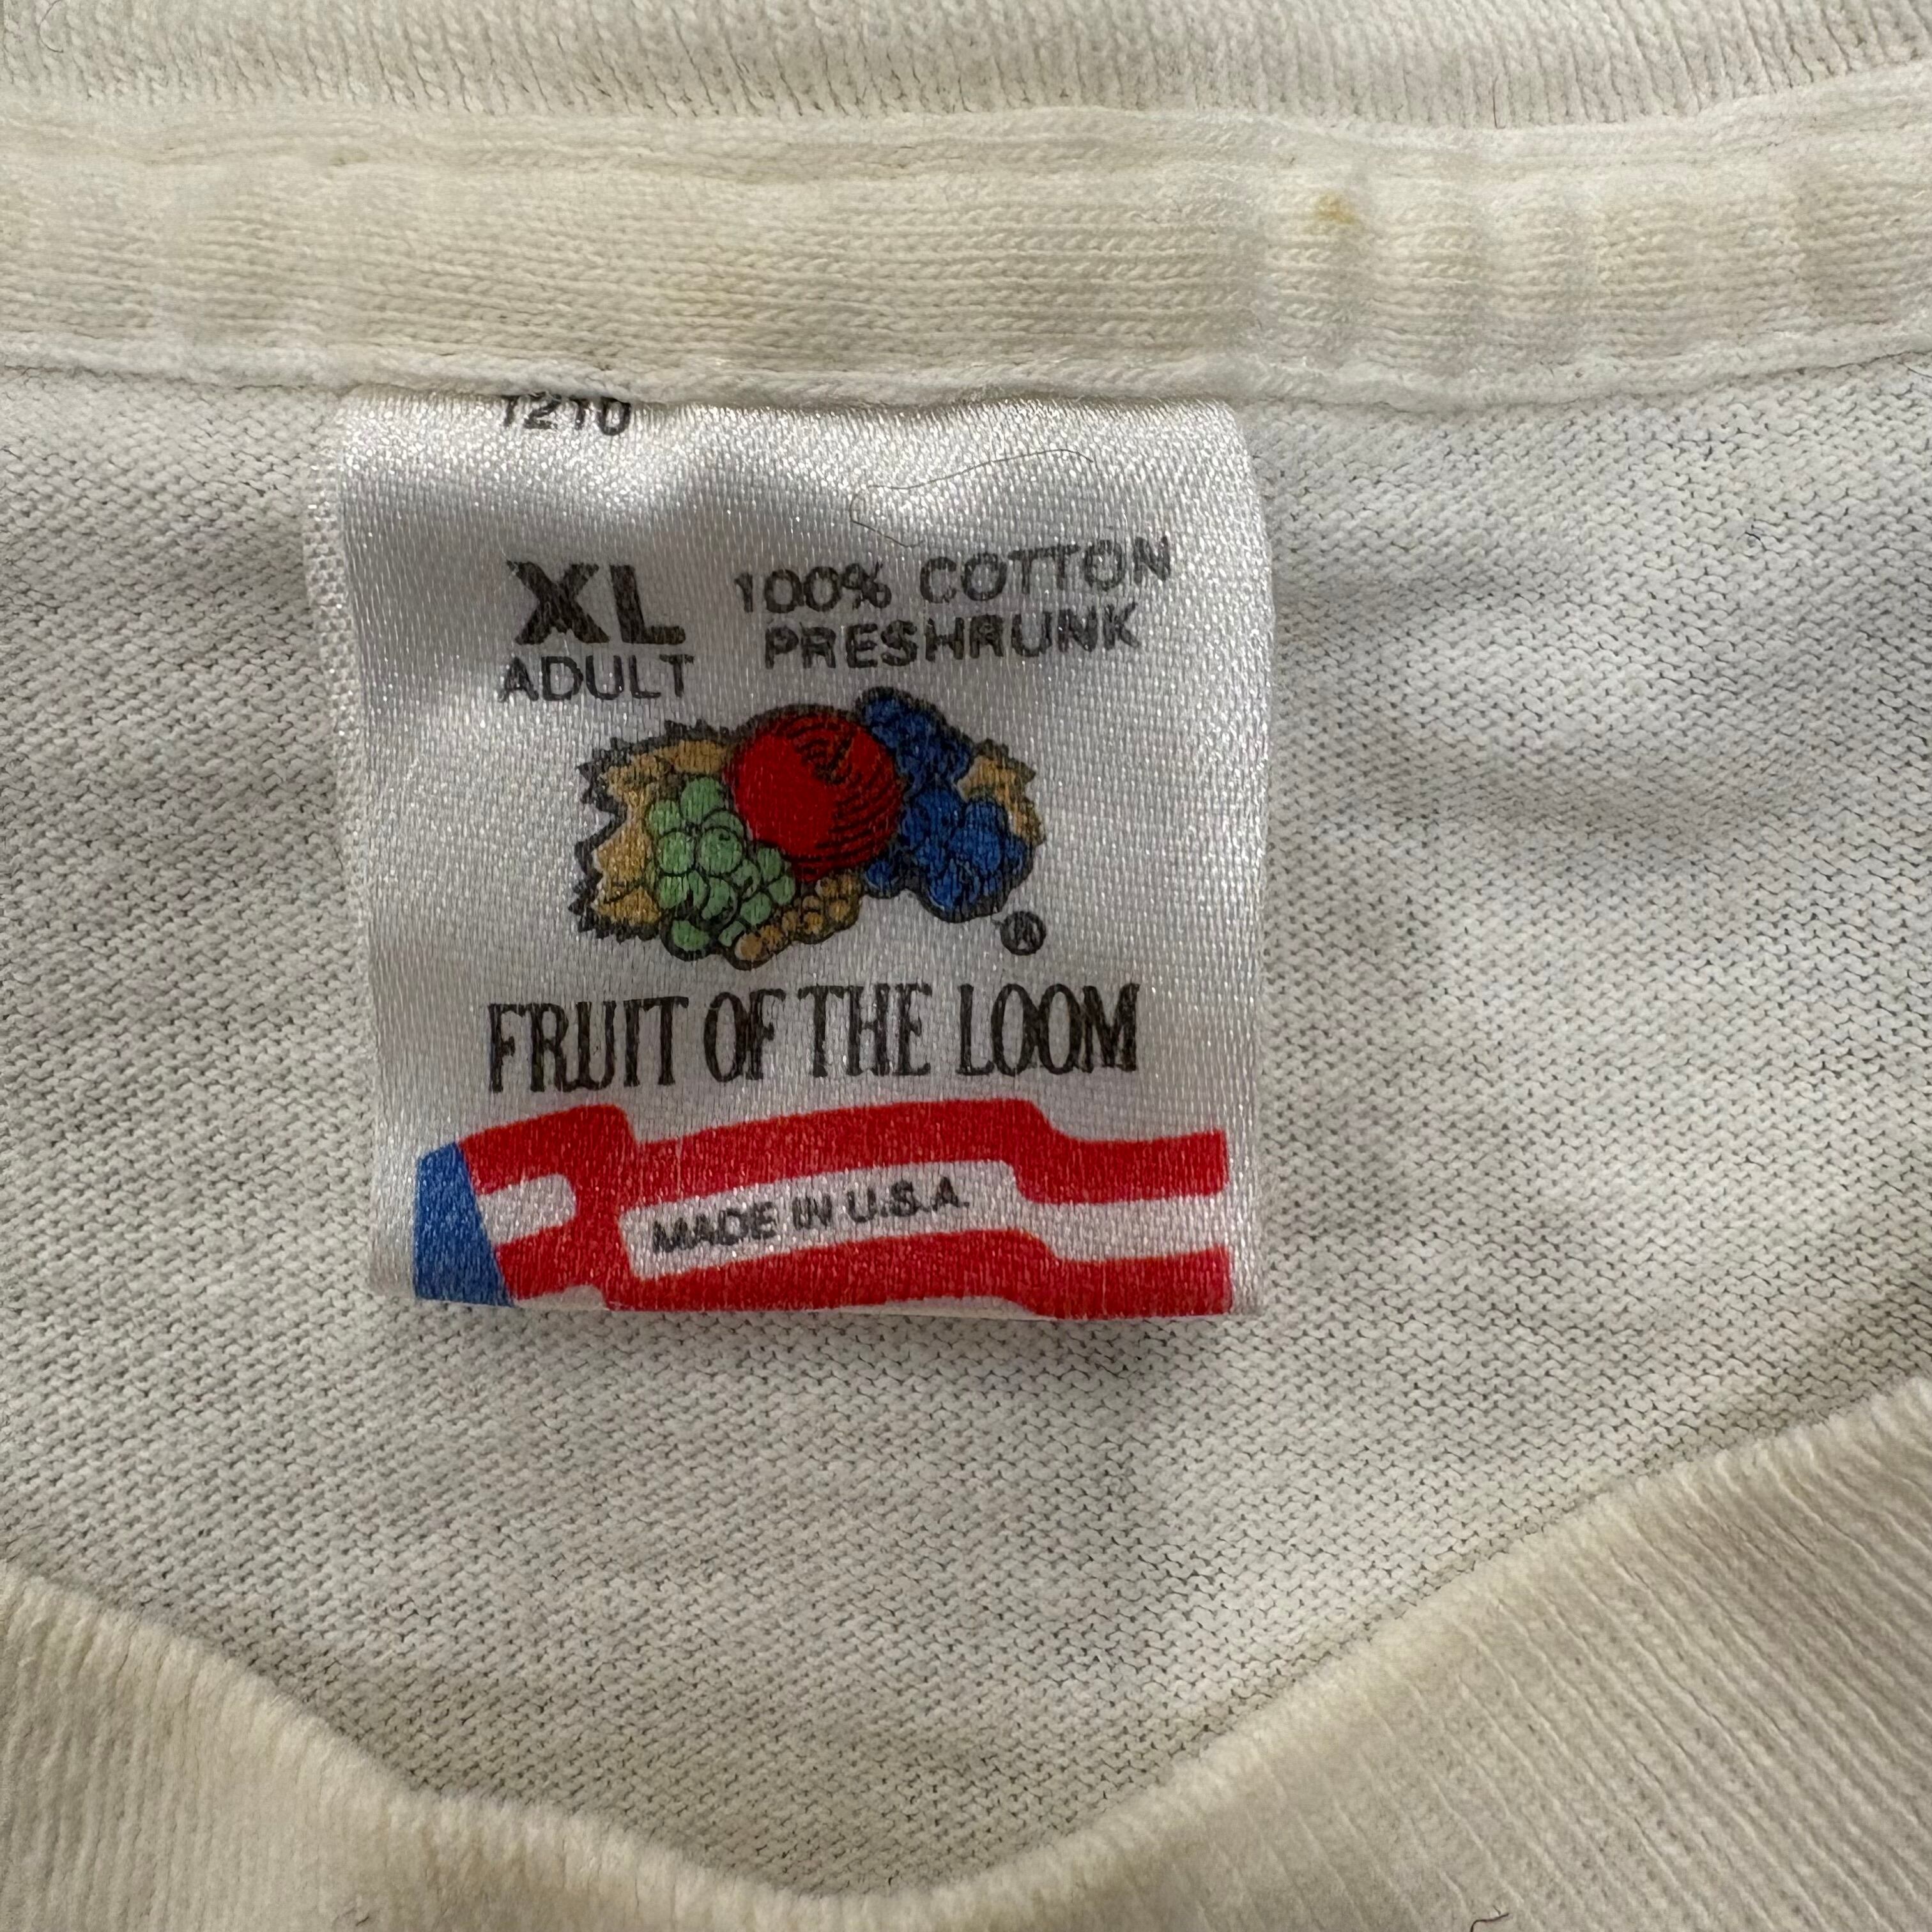 1210
XL
ADULT
100% COTTON
PRESHRUNK
®
FRUIT OF THE LOOM
MADE IN U.S.A.